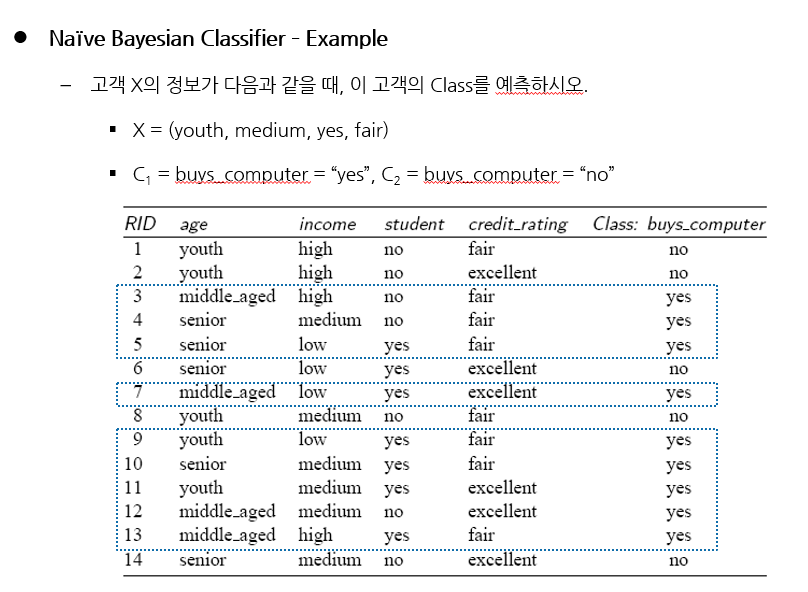 ● Naïve Bayesian Classifier – Example
– 고객 X의 정보가 다음과 같을 때, 이 고객의 Class를 예측하시오.
▪ X = (youth, medium, yes, fair)
▪ C1 = buys_computer = “yes”, C2 = buys_computer = “no”
RID age income student credit_rating Class: buys_computer
1 youth high no fair no
2 youth high no excellent no
3 middle_aged high no fair yes
4 senior medium no fair yes
5 senior low yes fair yes
6 senior low yes excellent no
7 middle_aged low yes excellent yes
8 youth medium no fair no
9 youth low yes fair yes
10 senior medium yes fair yes
11 youth medium yes excellent yes
12 middle_aged medium no excellent yes
13 middle_aged high yes fair yes
14 senior medium no excellent no